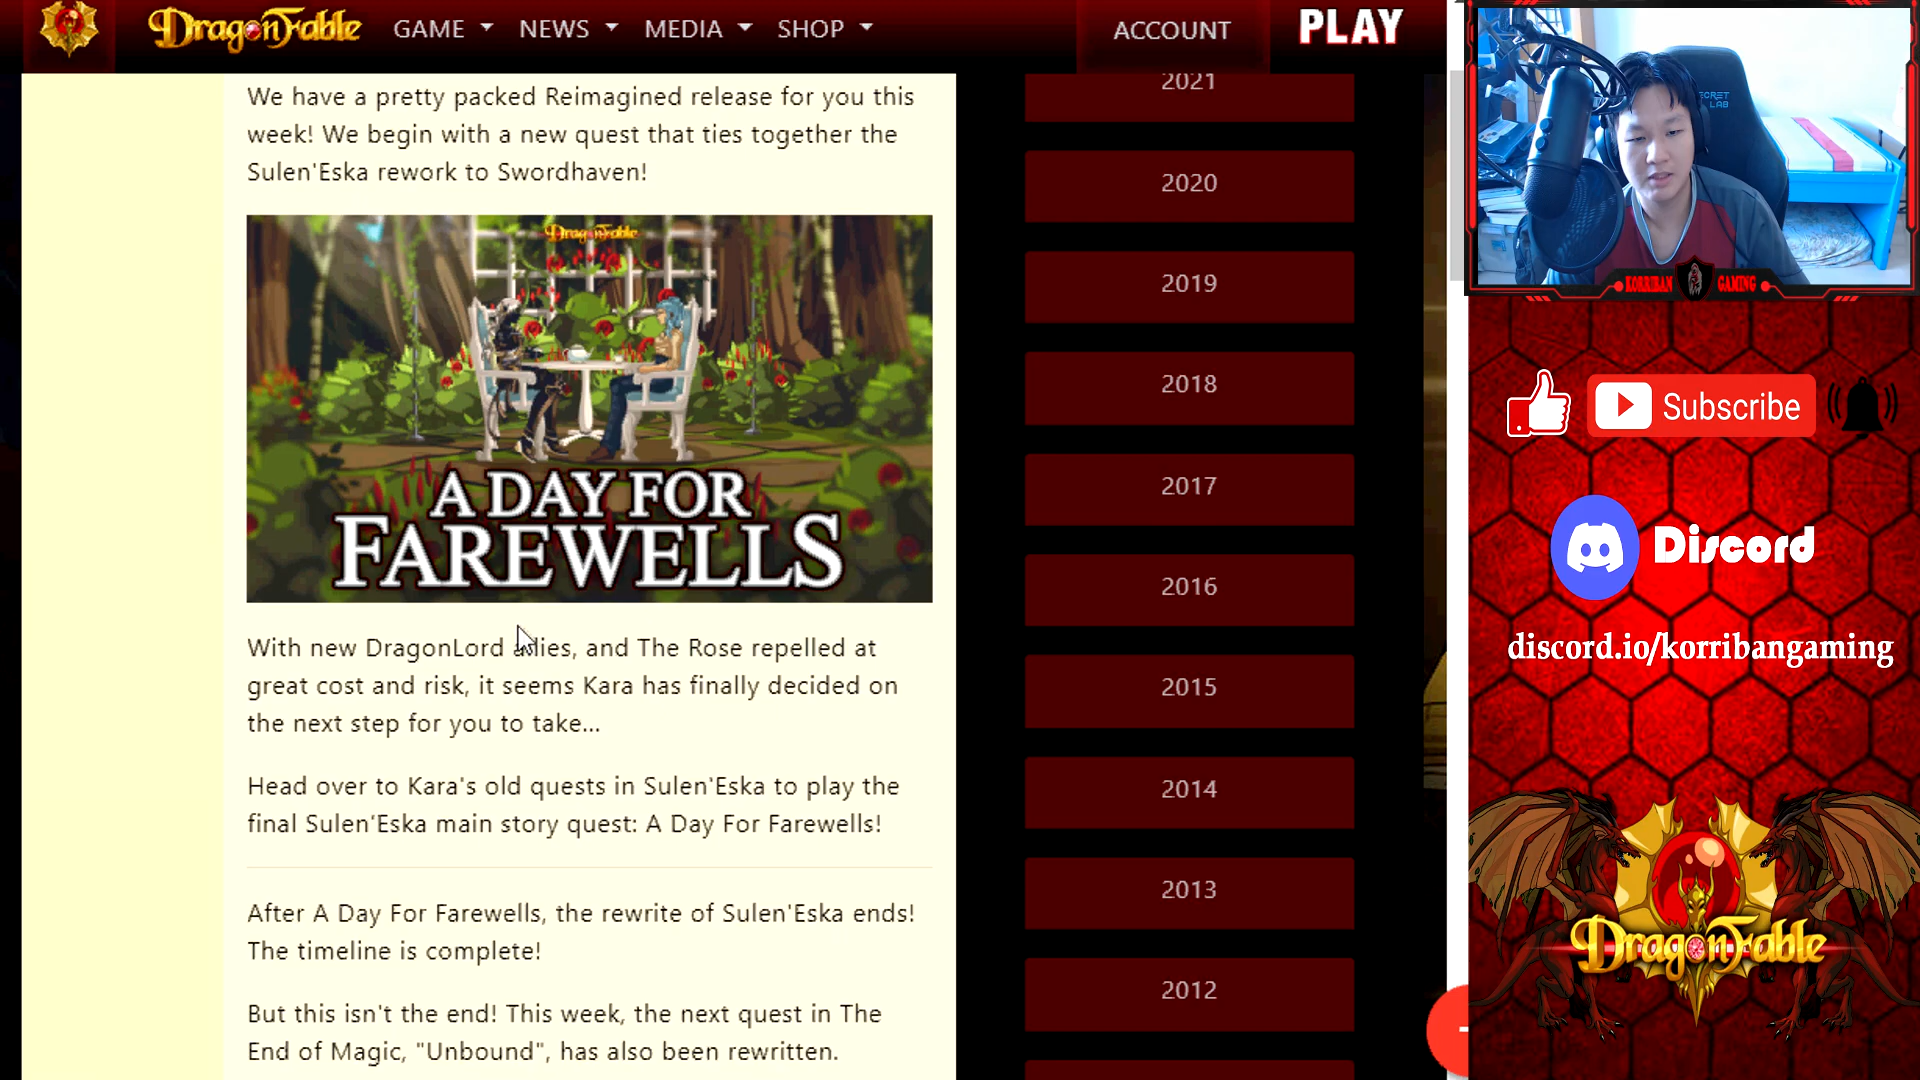 DragonFable
GAME NEWS MEDIA SHOP
ACCOUNT
PLAY
We have a pretty packed Reimagined release for you this
week! We begin with a new quest that ties together the
Sulen'Eska rework to Swordhaven!
DragonFable
A DAY FOR
FAREWELLS
With new DragonLord allies, and The Rose repelled at
great cost and risk, it seems Kara has finally decided on
the next step for you to take...
Head over to Kara's old quests in Sulen'Eska to play the
final Sulen'Eska main story quest: A Day For Farewells!
After A Day For Farewells, the rewrite of Sulen'Eska ends!
The timeline is complete!
But this isn't the end! This week, the next quest in The
End of Magic, "Unbound", has also been rewritten.
2021
2020
2019
2018
2017
2016
2015
2014
2013
2012
SECRET
LAB
KORRIBAN GAMING
Subscribe
Discord
discord.io/korribangaming
DragonFable